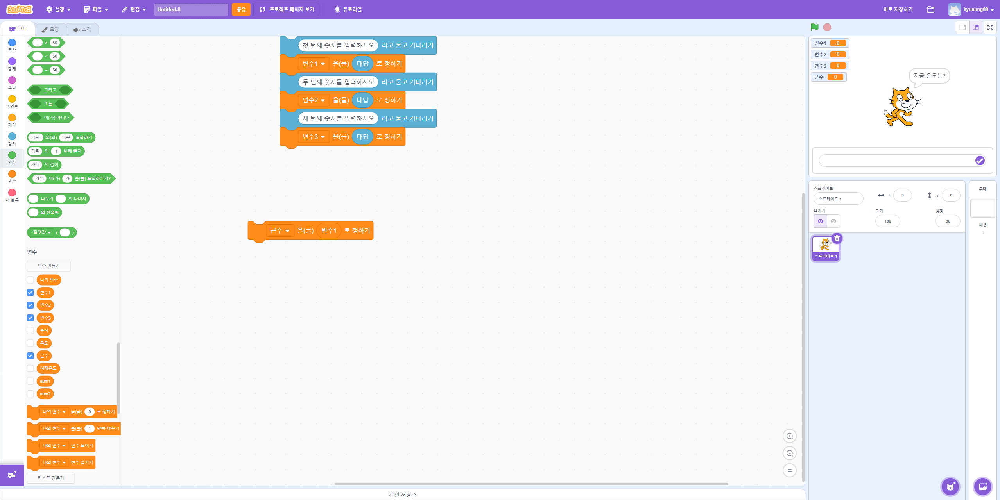 SCRATCH
설정
파일
편집
Untitled-8
공유
프로젝트 페이지 보기
튜토리얼
바로 저장하기
kyusung88
코드
모양
소리
동작
형태
소리
이벤트
제어
감지
연산
변수
내 블록
> 50
< 50
= 50
그리고
또는
이(가) 아니다
가위 와(과) 나무 결합하기
가위 의 1 번째 글자
가위 의 길이
가위 이(가) 가 을(를) 포함하는가?
나누기 의 나머지
의 반올림
절댓값 ( )
변수
변수 만들기
나의 변수
변수1
변수2
변수3
숫자
온도
큰수
현재온도
num1
num2
나의 변수 을(를) 0 로 정하기
나의 변수 을(를) 1 만큼 바꾸기
나의 변수 변수 보이기
나의 변수 변수 숨기기
리스트 만들기
첫 번째 숫자를 입력하시오 라고 묻고 기다리기
변수1 을(를) 대답 로 정하기
두 번째 숫자를 입력하시오 라고 묻고 기다리기
변수2 을(를) 대답 로 정하기
세 번째 숫자를 입력하시오 라고 묻고 기다리기
변수3 을(를) 대답 로 정하기
큰수 을(를) 변수1 로 정하기
개인 저장소
변수1 0
변수2 0
변수3 0
큰수 0
지금 온도는?
스프라이트
스프라이트 1
x 0
y 0
보이기
크기
100
방향
90
스프라이트 1
무대
배경
1